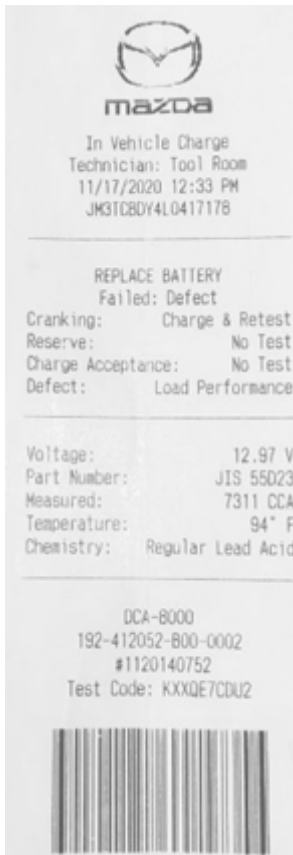 mazda
In Vehicle Charge
Technician: Tool Room
11/17/2020 12:33 PM
JM3TCBDY4L0417178
REPLACE BATTERY
Failed: Defect
Cranking: Charge & Retest
Reserve: No Test
Charge Acceptance: No Test
Defect: Load Performance
Voltage: 12.97 V
Part Number: JIS 55D23
Measured: 7311 CCA
Temperature: 94° F
Chemistry: Regular Lead Acid
DCA-8000
192-412052-B00-0002
#1120140752
Test Code: KXXQE7CDU2